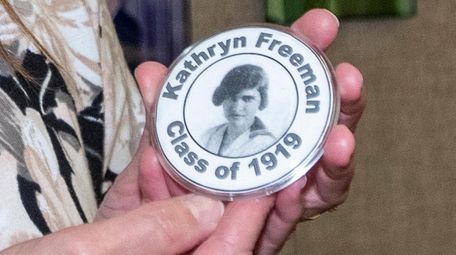 Kathryn Freeman
Class of 1919